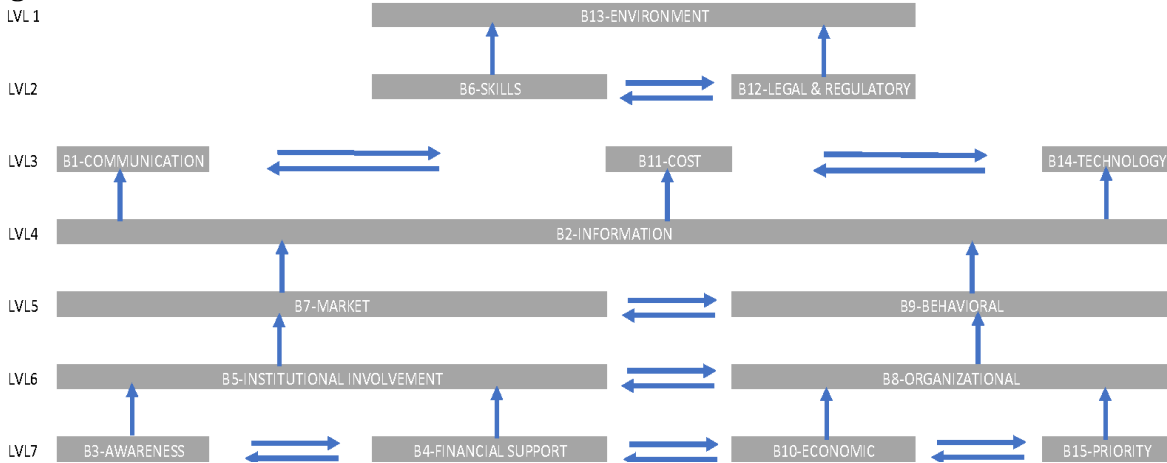 LVL 1 B13-ENVIRONMENT
LVL2 B6-SKILLS B12-LEGAL & REGULATORY
LVL3 B1-COMMUNICATION B11-COST B14-TECHNOLOGY
LVL4 B2-INFORMATION
LVL5 B7-MARKET B9-BEHAVIORAL
LVL6 B5-INSTITUTIONAL INVOLVEMENT B8-ORGANIZATIONAL
LVL7 B3-AWARENESS B4-FINANCIAL SUPPORT B10-ECONOMIC B15-PRIORITY